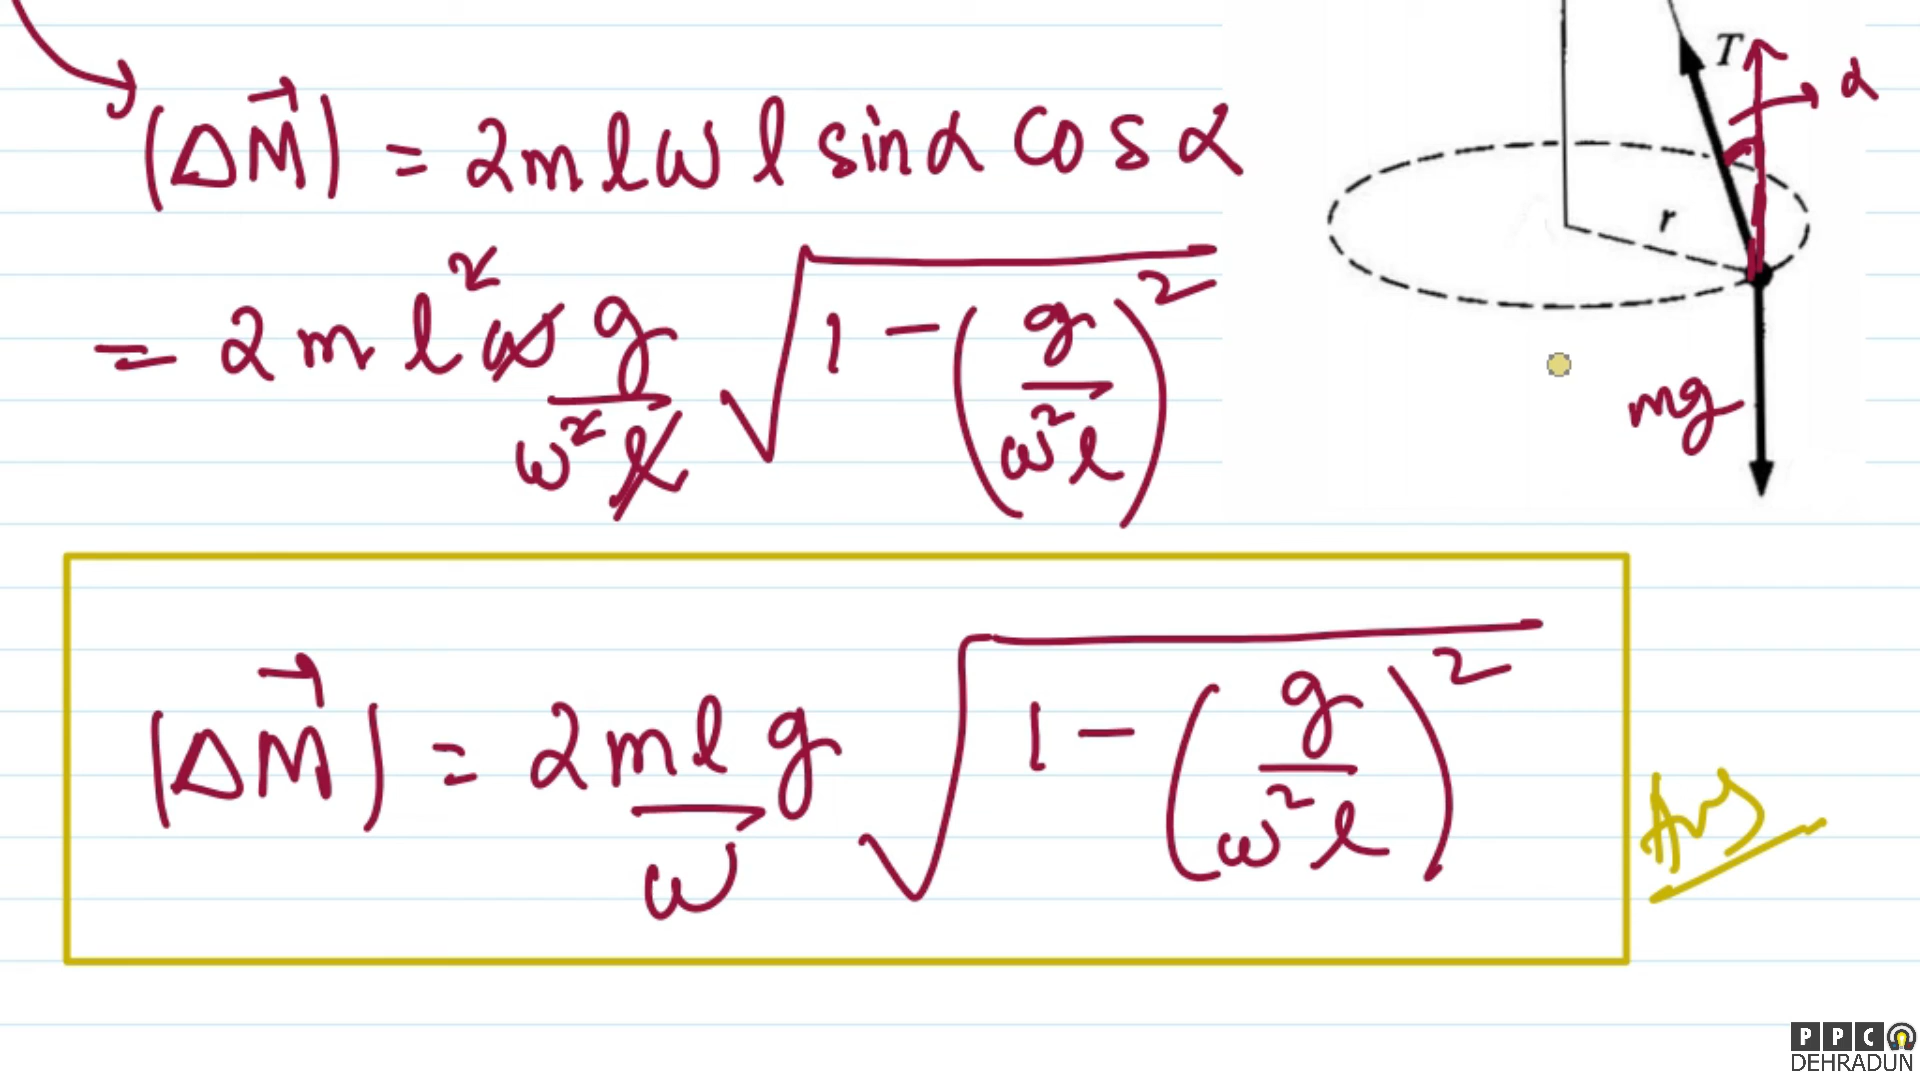 |ΔM⃗| = 2mlω l sinα cosα
= 2ml²ω g/ω²l √(1 − (g/ω²l)²)
|ΔM⃗| = 2mlg/ω √(1 − (g/ω²l)²)
Ans
T
α
r
mg
PPC
DEHRADUN